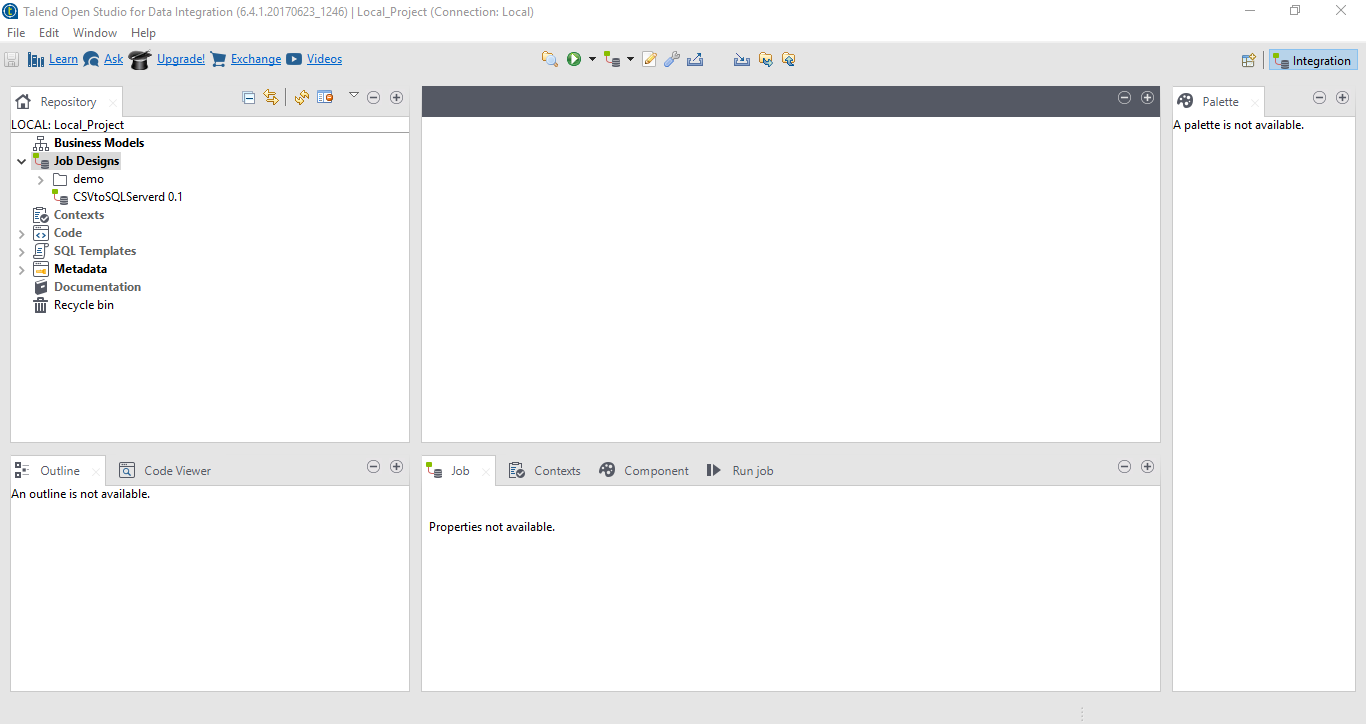 Talend Open Studio for Data Integration (6.4.1.20170623_1246) | Local_Project (Connection: Local)
File Edit Window Help
Learn Ask Upgrade! Exchange Videos Integration
Repository
LOCAL: Local_Project
Business Models
Job Designs
demo
CSVtoSQLServerd 0.1
Contexts
Code
SQL Templates
Metadata
Documentation
Recycle bin
Palette
A palette is not available.
Outline Code Viewer
An outline is not available.
Job Contexts Component Run job
Properties not available.